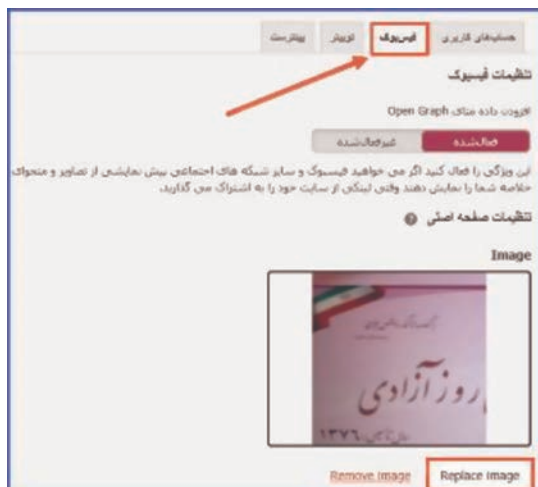 حساب‌های کاربری فیس‌بوک توییتر پینترست
تنظیمات فیسبوک
افزودن داده متای Open Graph
فعال‌شده غیرفعال‌شده
این ویژگی را فعال کنید اگر می خواهید فیسبوک و سایر شبکه های اجتماعی پیش نمایشی از تصاویر و متحوای
خلاصه شما را نمایش دهند وقتی لینکی از سایت خود را به اشتراک می گذارید.
تنظیمات صفحه اصلی
Image
روز آزادی
۱۳۷۶
Remove Image Replace Image